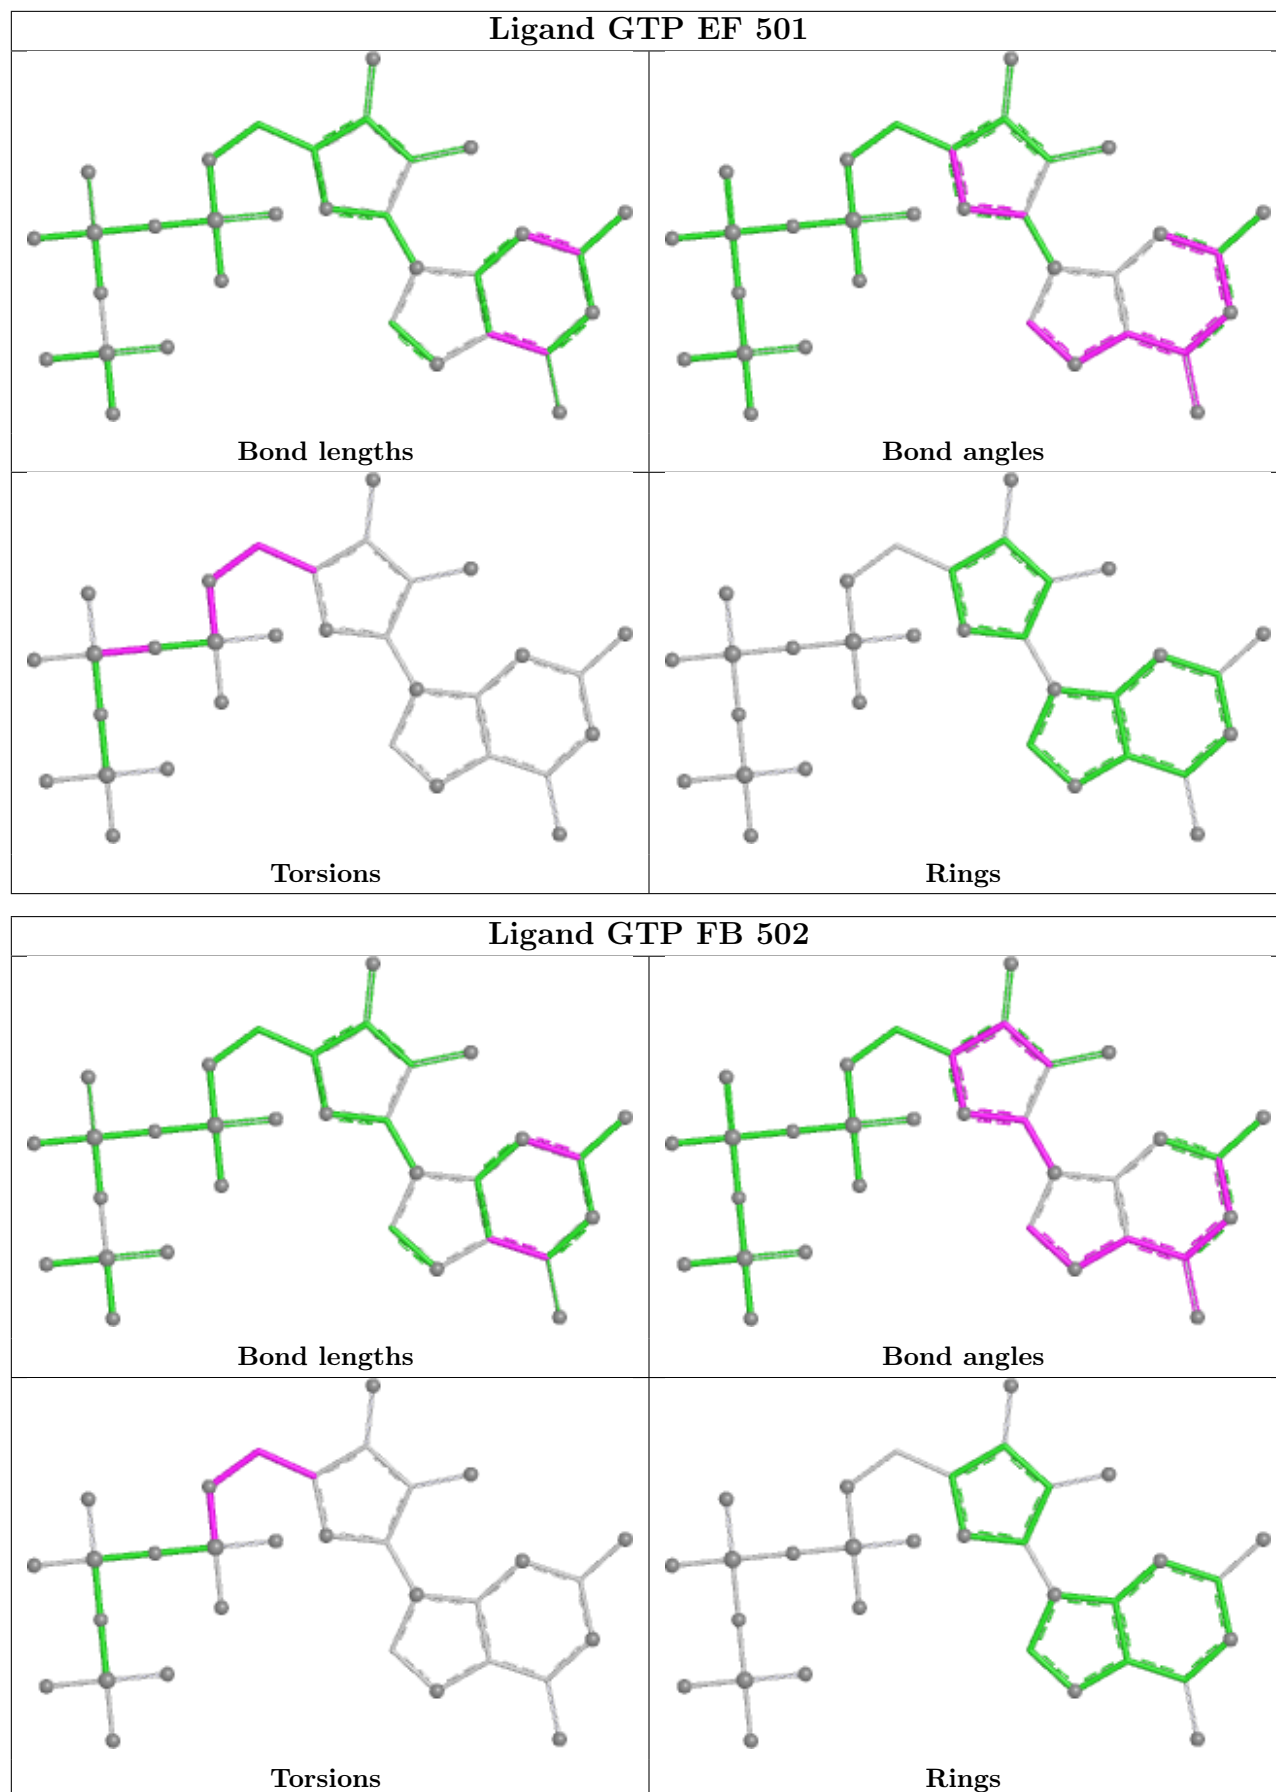 Ligand GTP EF 501
Bond lengths
Bond angles
Torsions
Rings
Ligand GTP FB 502
Bond lengths
Bond angles
Torsions
Rings